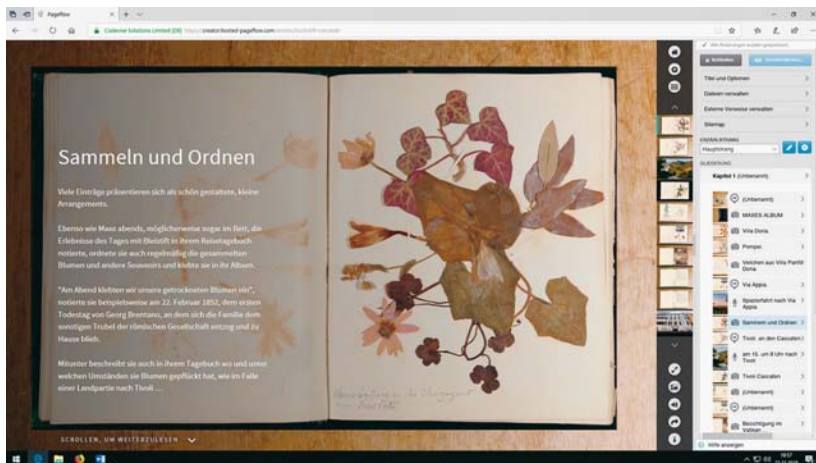 Pageflow
Codevise Solutions Limited [GB]
Sammeln und Ordnen
Viele Einträge präsentieren sich als schön gestaltete, kleine
Arrangements.
Ebenso wie Maxe abends, möglicherweise sogar im Bett, die
Erlebnisse des Tages mit Bleistift in ihrem Reisetagebuch
notierte, ordnete sie auch regelmäßig die gesammelten
Blumen und andere Souvenirs und klebte sie in ihr Album.
"Am Abend klebten wir unsere getrockneten Blumen ein",
notierte sie beispielsweise am 22. Februar 1852, dem ersten
Todestag von Georg Brentano, an dem sich die Familie dem
sonstigen Trubel der römischen Gesellschaft entzog und zu
Hause blieb.
Mitunter beschreibt sie auch in ihrem Tagebuch wo und unter
welchen Umständen sie Blumen gepflückt hat, wie im Falle
einer Landpartie nach Tivoli ...
SCROLLEN, UM WEITERZULESEN
Titel und Optionen
Dateien verwalten
Externe Verweise verwalten
Sitemap
ERZÄHLSTRANG
Hauptstrang
GLIEDERUNG
Kapitel 1 (Unbenannt)
(Unbenannt)
MAXES ALBUM
Villa Doria.
Pompei.
Veilchen aus Villa Panfili
Doria.
Via Appia.
Spazierfahrt nach Via
Appia.
Sammeln und Ordnen
Tivoli: an den Cascaten
am 15. um 8 Uhr nach
Tivoli
Tivoli Cascaten
(Unbenannt)
(Unbenannt)
Besichtigung im
Vatikan
Hilfe anzeigen